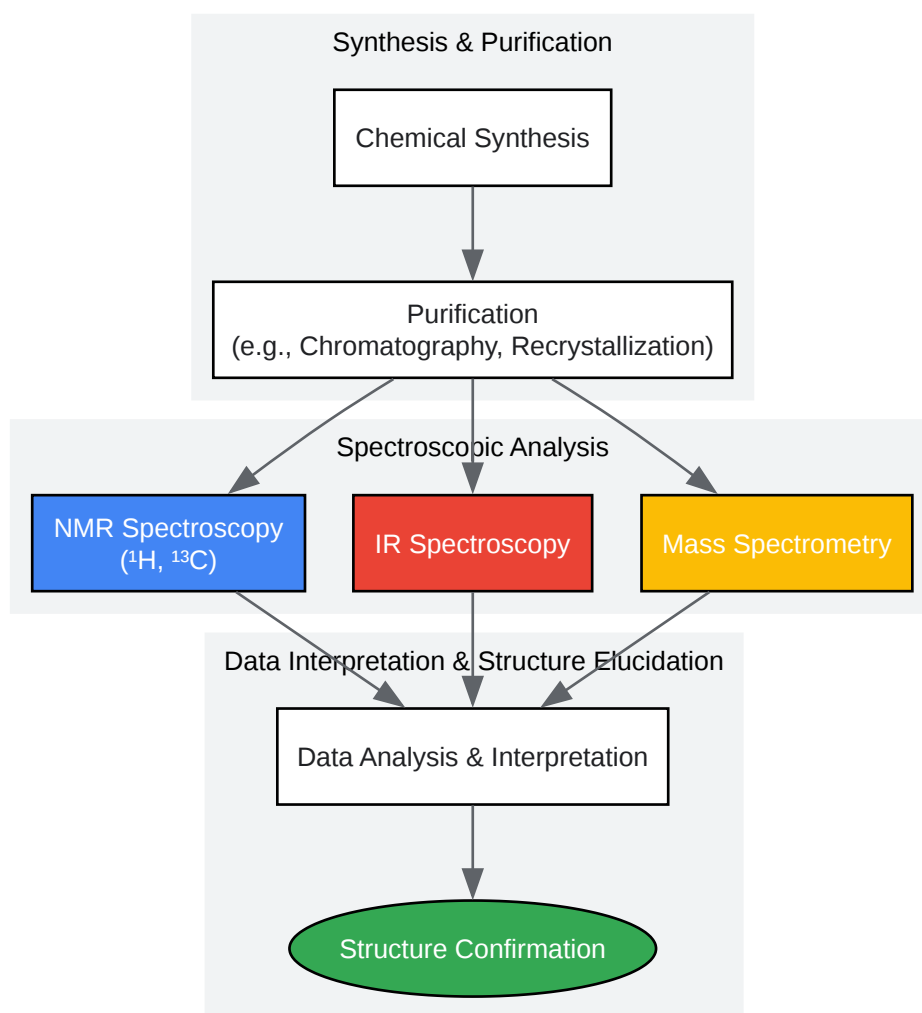 Synthesis & Purification
Chemical Synthesis
Purification
(e.g., Chromatography, Recrystallization)
Spectroscopic Analysis
NMR Spectroscopy
(¹H, ¹³C)
IR Spectroscopy
Mass Spectrometry
Data Interpretation & Structure Elucidation
Data Analysis & Interpretation
Structure Confirmation